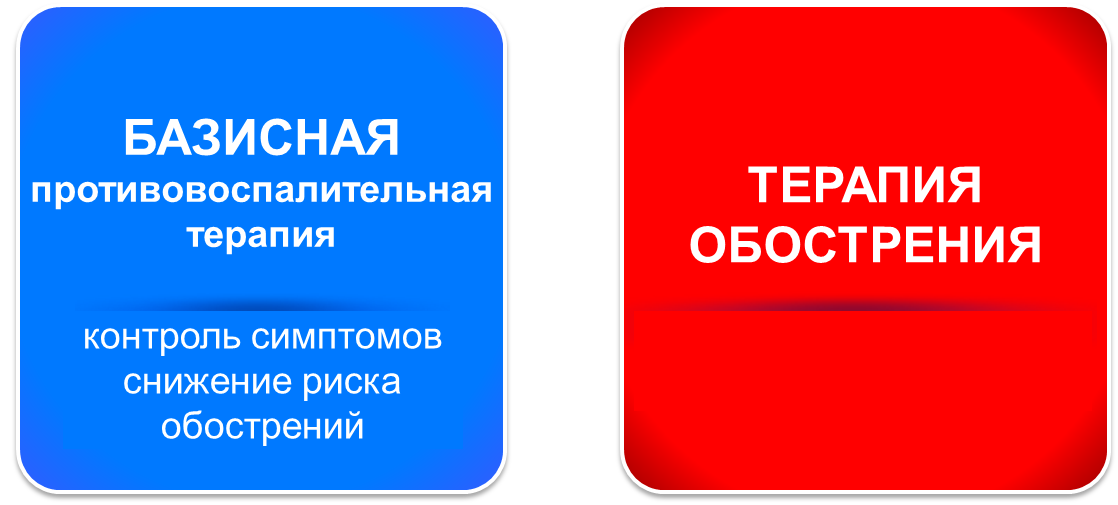 БАЗИСНАЯ
противовоспалительная
терапия
контроль симптомов
снижение риска
обострений
ТЕРАПИЯ
ОБОСТРЕНИЯ